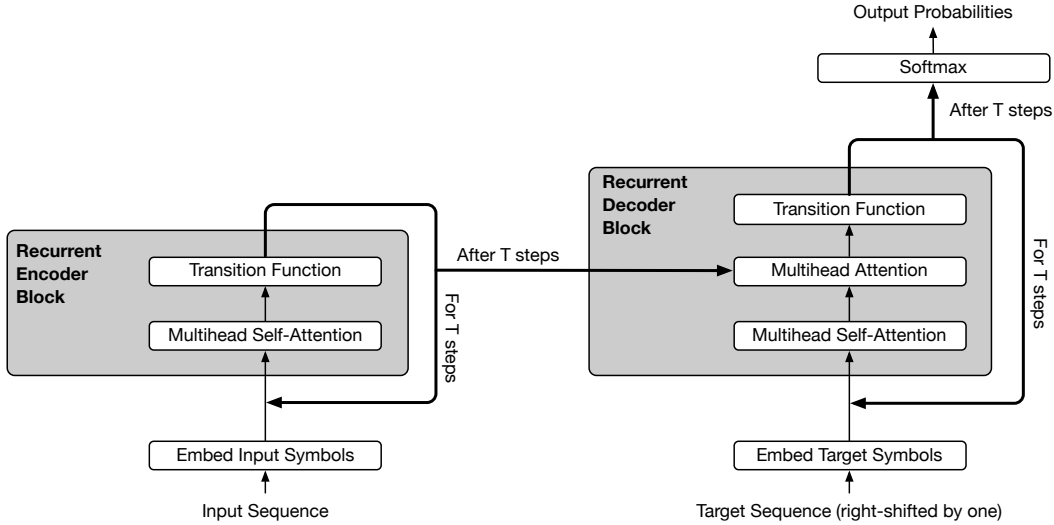 Output Probabilities
Softmax
After T steps
Recurrent
Decoder
Block
Transition Function
Recurrent
Encoder
Block
Transition Function
After T steps
Multihead Attention
For T steps
For T steps
Multihead Self-Attention
Multihead Self-Attention
Embed Input Symbols
Embed Target Symbols
Input Sequence
Target Sequence (right-shifted by one)